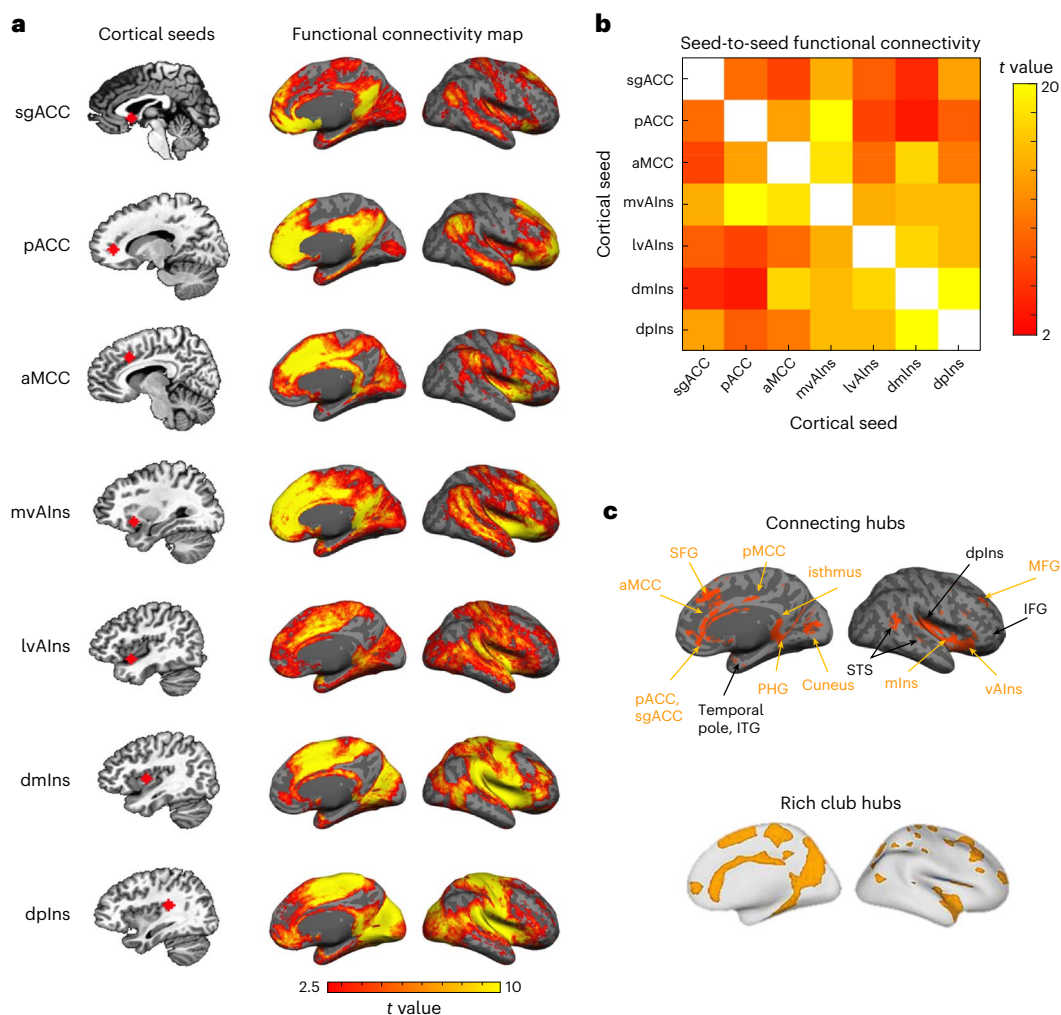 a
Cortical seeds
Functional connectivity map
sgACC
pACC
aMCC
mvAIns
lvAIns
dmIns
dpIns
2.5
10
t value
b
Seed-to-seed functional connectivity
t value
20
2
Cortical seed
sgACC
pACC
aMCC
mvAIns
lvAIns
dmIns
dpIns
sgACC
pACC
aMCC
mvAIns
lvAIns
dmIns
dpIns
Cortical seed
c
Connecting hubs
SFG
pMCC
aMCC
isthmus
dpIns
MFG
IFG
pACC,
sgACC
Temporal
pole, ITG
PHG
Cuneus
STS
mIns
vAIns
Rich club hubs